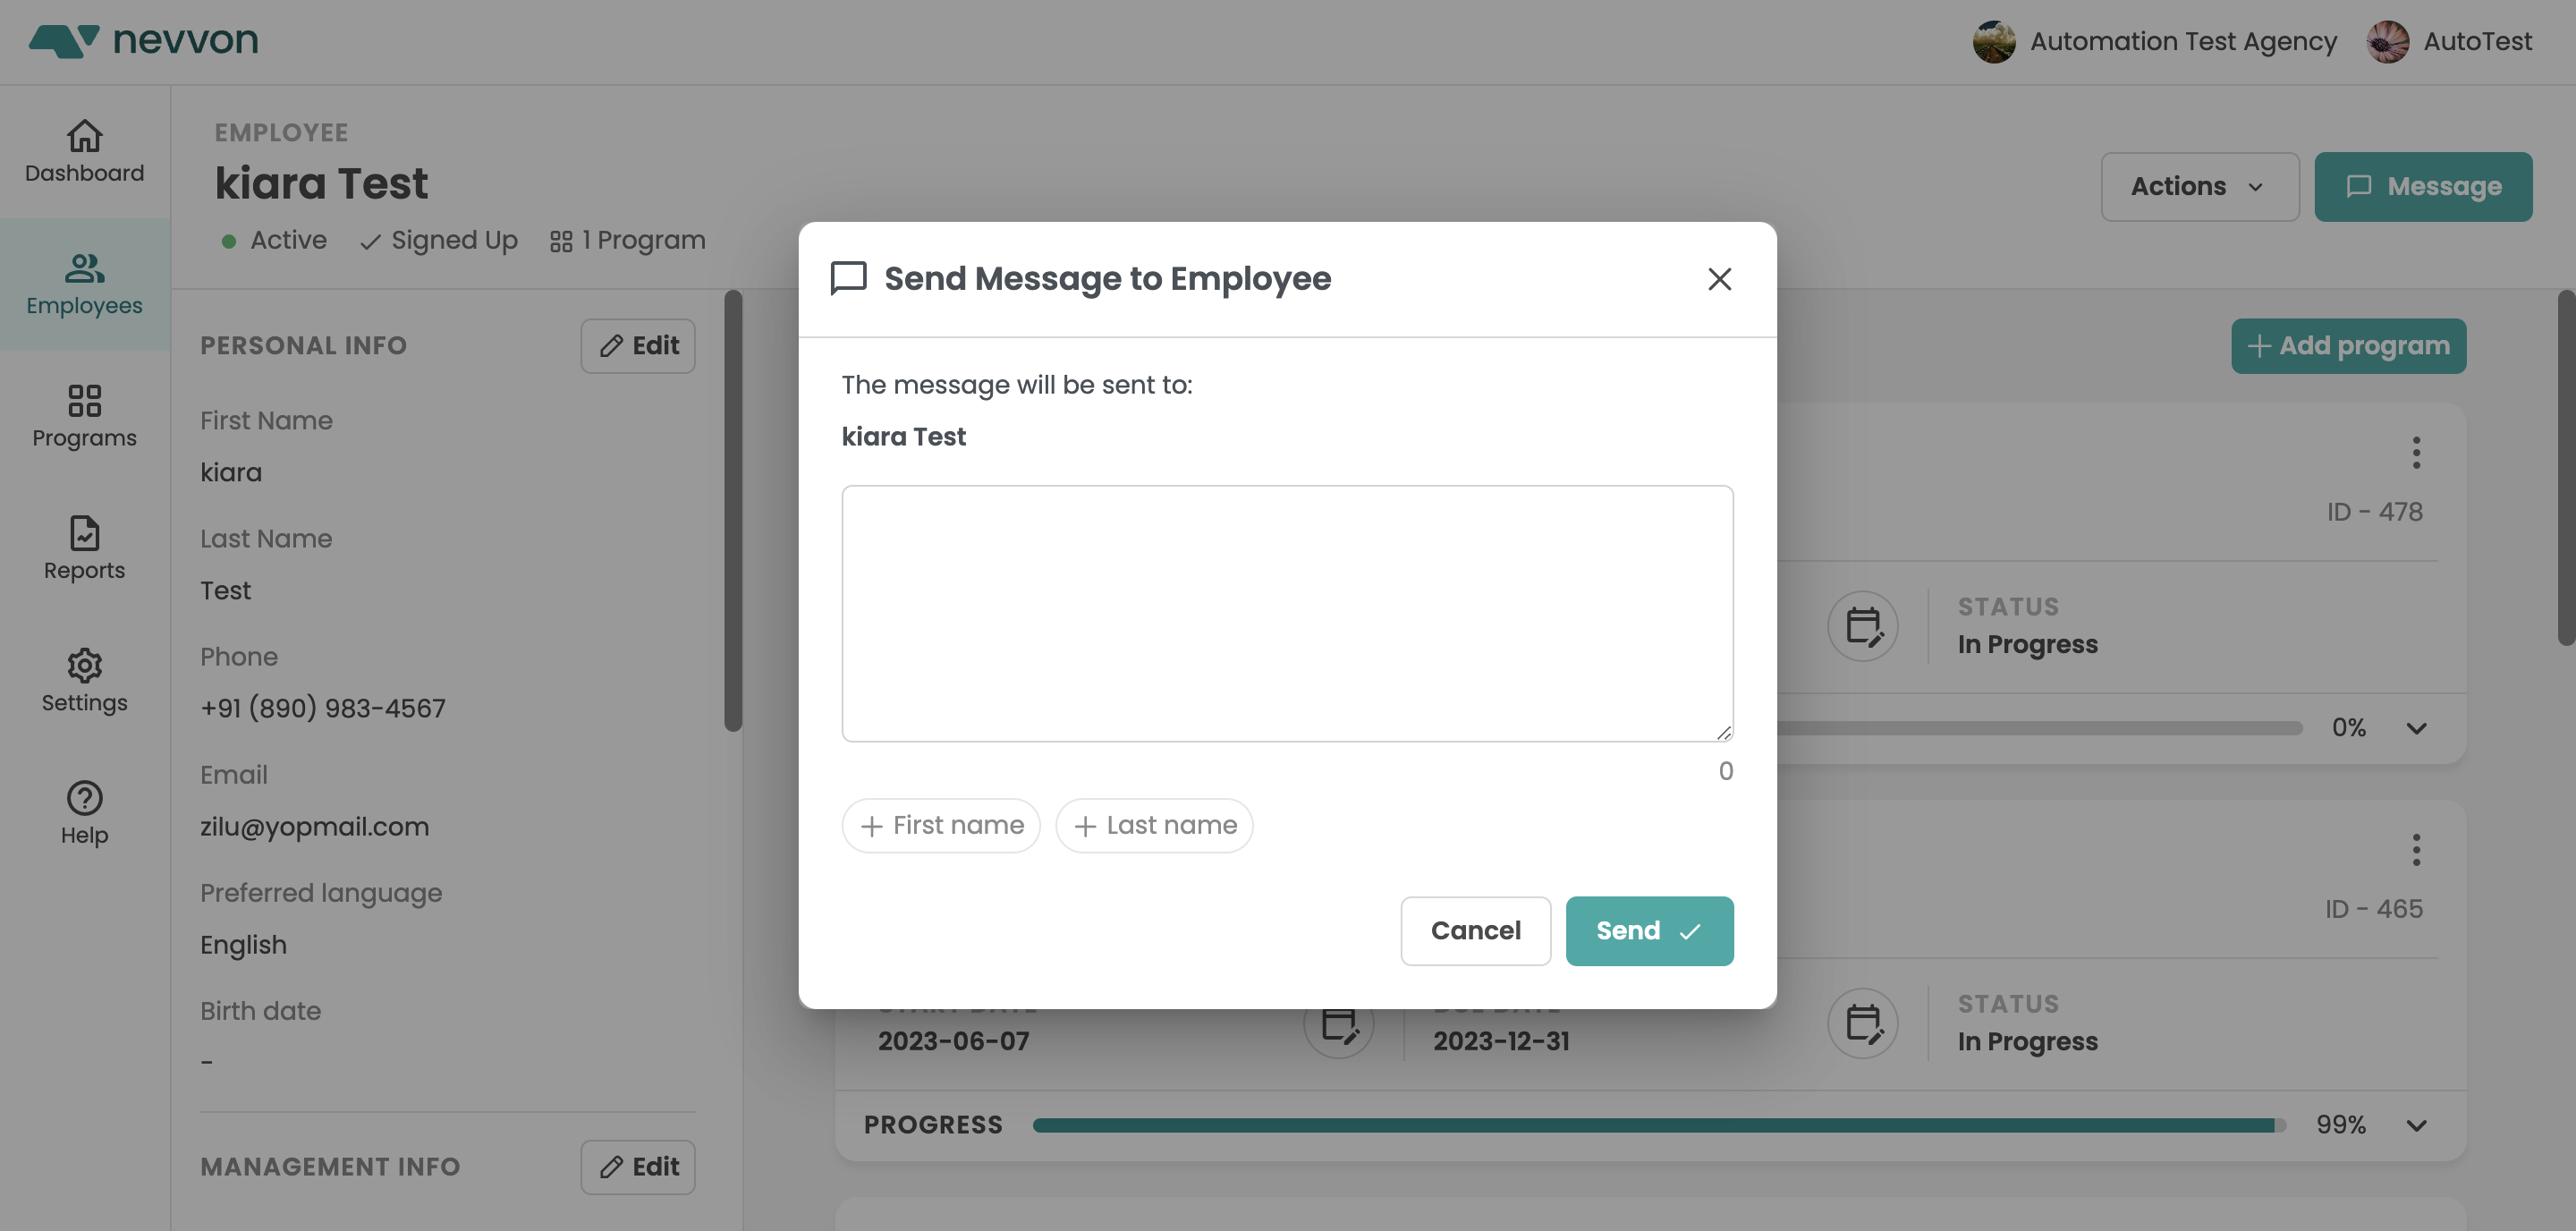 nevvon
Automation Test Agency
AutoTest
Dashboard
Employees
Programs
Reports
Settings
Help
EMPLOYEE
kiara Test
Active
Signed Up
1 Program
Actions
Message
PERSONAL INFO
Edit
First Name
kiara
Last Name
Test
Phone
+91 (890) 983-4567
Email
zilu@yopmail.com
Preferred language
English
Birth date
-
MANAGEMENT INFO
Edit
Send Message to Employee
The message will be sent to:
kiara Test
0
+ First name
+ Last name
Cancel
Send
+ Add program
ID - 478
STATUS
In Progress
0%
ID - 465
START DATE
2023-06-07
DUE DATE
2023-12-31
STATUS
In Progress
PROGRESS
99%